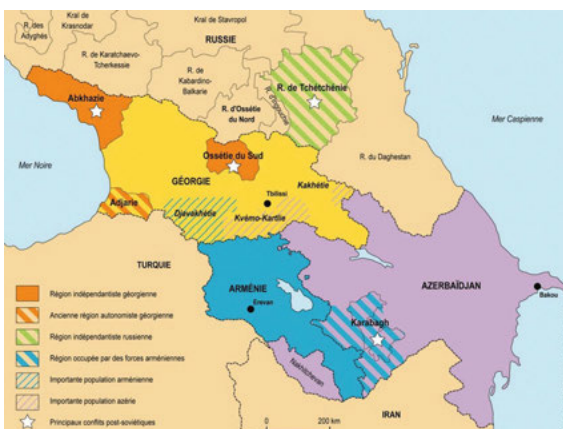 R. des
Adyghés
Kraï de
Krasnodar
Kraï de Stavropol
RUSSIE
R. de Karatchaevo-
Tcherkessie
R. de
Kabardino-
Balkarie
R. d'Ossétie
du Nord
R. d'Ingouchie
R. de Tchétchénie
R. du Daghestan
Mer Caspienne
Abkhazie
Mer Noire
Ossétie du Sud
GÉORGIE
Kakhétie
Tbilissi
Adjarie
Djavakhétie
Kvémo-Kartlie
TURQUIE
ARMÉNIE
Erevan
AZERBAÏDJAN
Bakou
Karabagh
Nakhitchevan
IRAN
Région indépendantiste géorgienne
Ancienne région autonomiste géorgienne
Région indépendantiste russienne
Région occupée par des forces arméniennes
Importante population arménienne
Importante population azérie
Principaux conflits post-soviétiques
0 200 km